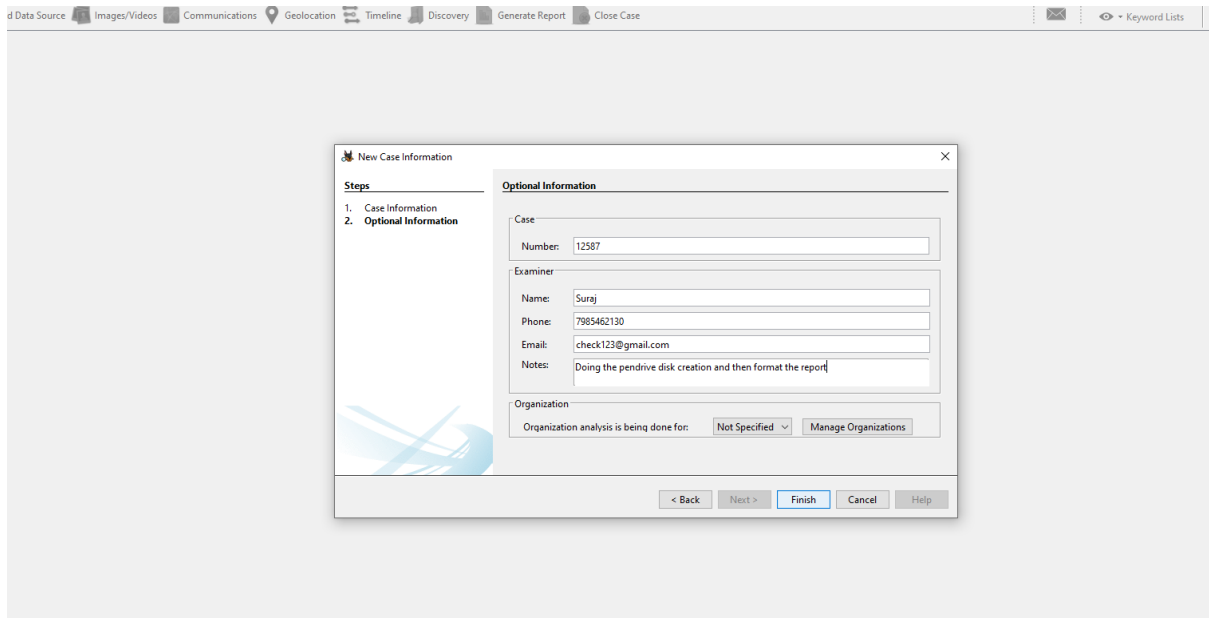 d Data Source Images/Videos Communications Geolocation Timeline Discovery Generate Report Close Case Keyword Lists
New Case Information
Steps
1. Case Information
2. Optional Information
Optional Information
Case
Number: 12587
Examiner
Name: Suraj
Phone: 7985462130
Email: check123@gmail.com
Notes: Doing the pendrive disk creation and then format the report
Organization
Organization analysis is being done for: Not Specified Manage Organizations
< Back Next > Finish Cancel Help